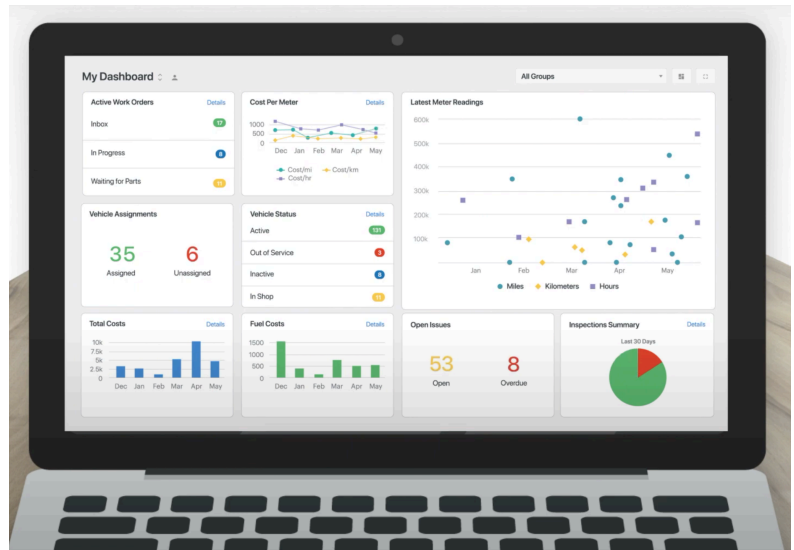 My Dashboard
All Groups
Active Work Orders Details
Inbox 17
In Progress 8
Waiting for Parts 11
Cost Per Meter Details
1000
500
0
Dec Jan Feb Mar Apr May
Cost/mi Cost/km
Cost/hr
Latest Meter Readings
600k
500k
400k
300k
200k
100k
Jan Feb Mar Apr May
Miles Kilometers Hours
Vehicle Assignments
35 6
Assigned Unassigned
Vehicle Status Details
Active 131
Out of Service 3
Inactive 8
In Shop 11
Total Costs Details
10k
7.5k
5k
2.5k
0
Dec Jan Feb Mar Apr May
Fuel Costs Details
1500
1000
500
0
Dec Jan Feb Mar Apr May
Open Issues
53 8
Open Overdue
Inspections Summary Details
Last 30 Days